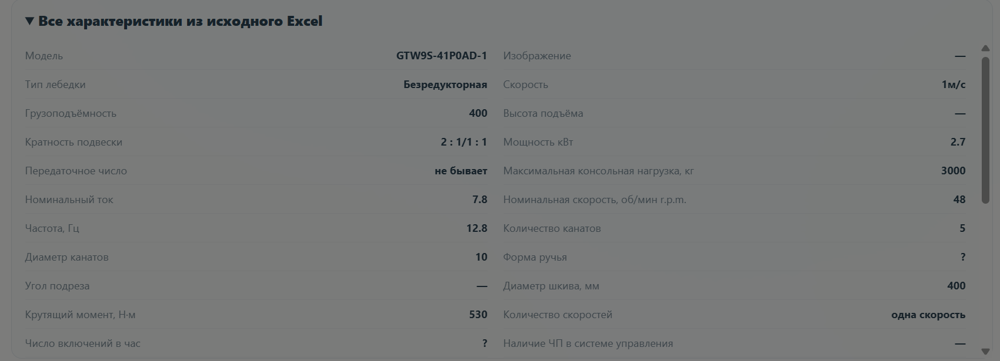 ▼ Все характеристики из исходного Excel
Модель GTW9S-41P0AD-1 Изображение —
Тип лебедки Безредукторная Скорость 1м/с
Грузоподъёмность 400 Высота подъёма —
Кратность подвески 2 : 1/1 : 1 Мощность кВт 2.7
Передаточное число не бывает Максимальная консольная нагрузка, кг 3000
Номинальный ток 7.8 Номинальная скорость, об/мин r.p.m. 48
Частота, Гц 12.8 Количество канатов 5
Диаметр канатов 10 Форма ручья ?
Угол подреза — Диаметр шкива, мм 400
Крутящий момент, Н·м 530 Количество скоростей одна скорость
Число включений в час ? Наличие ЧП в системе управления —